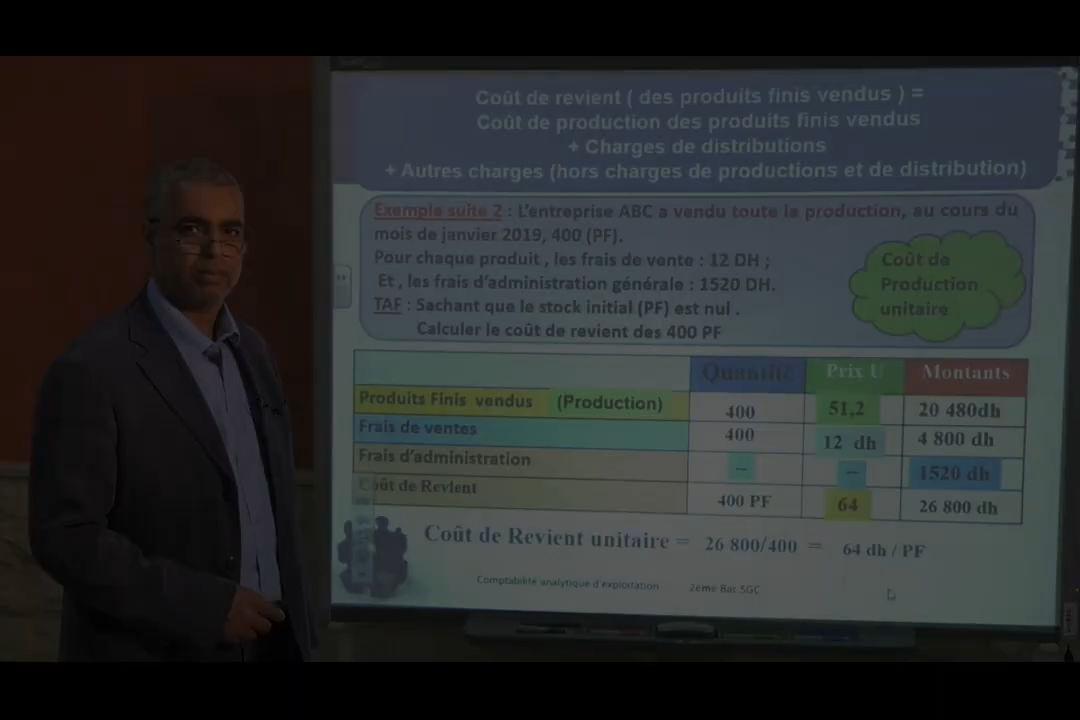 Coût de revient ( des produits finis vendus ) =
Coût de production des produits finis vendus
+ Charges de distributions
+ Autres charges (hors charges de productions et de distribution)
Exemple suite 2 : L'entreprise ABC a vendu toute la production, au cours du
mois de janvier 2019, 400 (PF).
Pour chaque produit , les frais de vente : 12 DH ;
Et , les frais d'administration générale : 1520 DH.
TAF : Sachant que le stock initial (PF) est nul .
Calculer le coût de revient des 400 PF
Coût de
Production
unitaire
Quantité Prix U Montants
Produits Finis vendus (Production) 400 51,2 20 480dh
Frais de ventes 400 12 dh 4 800 dh
Frais d'administration -- -- 1520 dh
Coût de Revient 400 PF 64 26 800 dh
Coût de Revient unitaire = 26 800/400 = 64 dh / PF
Comptabilité analytique d'exploitation 2ème Bac SGC